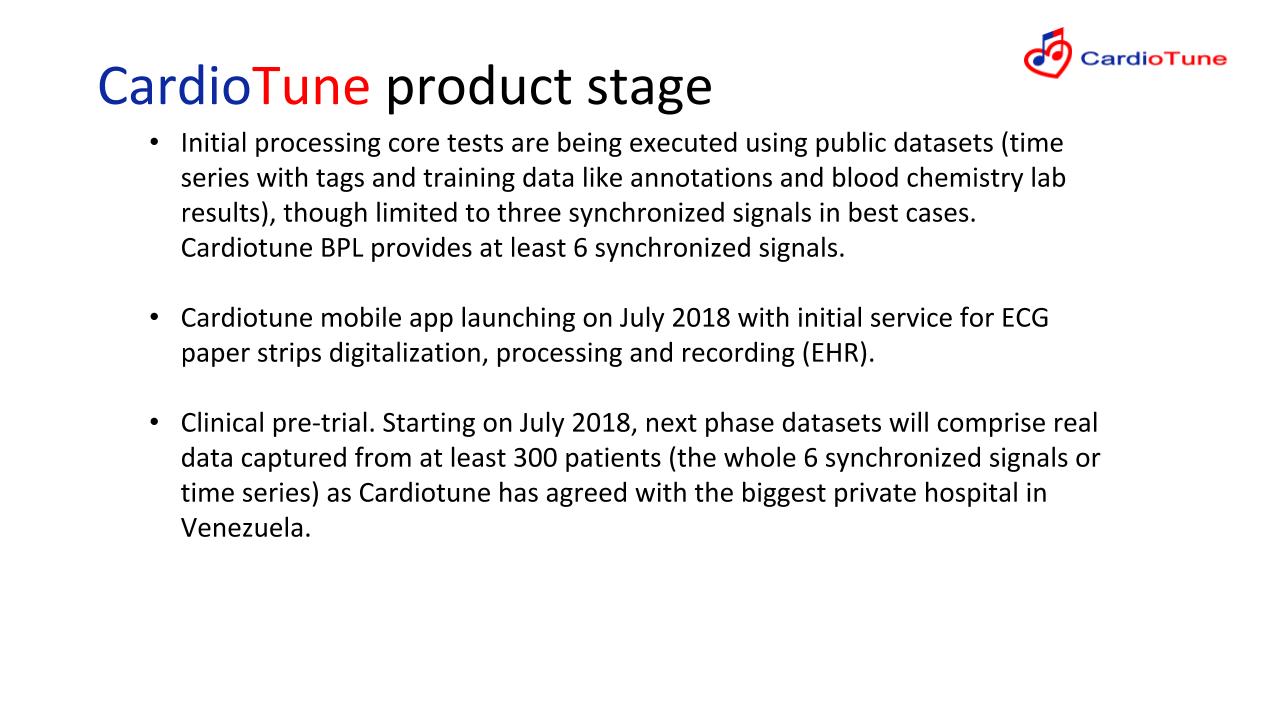 CardioTune
CardioTune product stage
• Initial processing core tests are being executed using public datasets (time
series with tags and training data like annotations and blood chemistry lab
results), though limited to three synchronized signals in best cases.
Cardiotune BPL provides at least 6 synchronized signals.
• Cardiotune mobile app launching on July 2018 with initial service for ECG
paper strips digitalization, processing and recording (EHR).
• Clinical pre-trial. Starting on July 2018, next phase datasets will comprise real
data captured from at least 300 patients (the whole 6 synchronized signals or
time series) as Cardiotune has agreed with the biggest private hospital in
Venezuela.